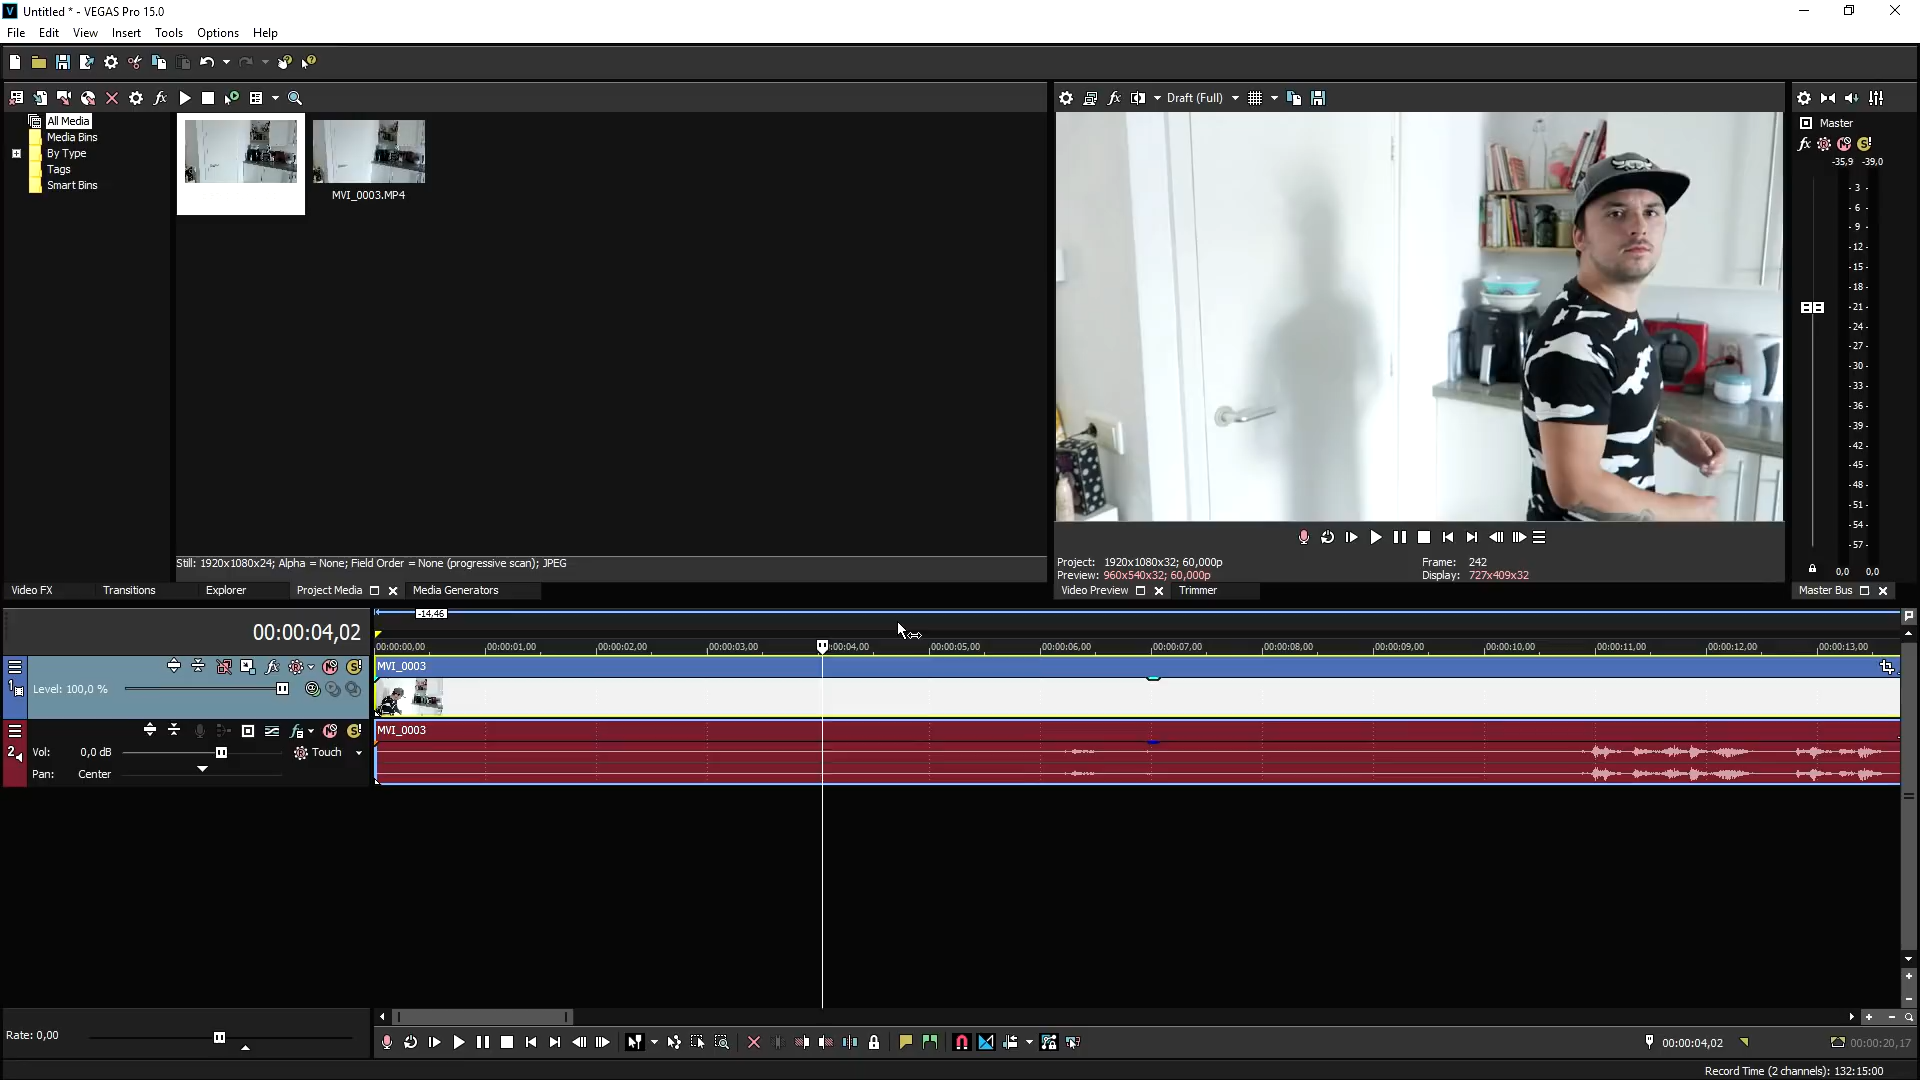 Untitled * - VEGAS Pro 15.0
File Edit View Insert Tools Options Help
Draft (Full)
All Media
Media Bins
By Type
Tags
Smart Bins
MVI_0003.MP4
Master
-35,9 -39,0
- 3 -
- 6 -
- 9 -
- 12 -
- 15 -
- 18 -
- 21 -
- 24 -
- 27 -
- 30 -
- 33 -
- 36 -
- 39 -
- 42 -
- 45 -
- 48 -
- 51 -
- 54 -
- 57 -
0,0 0,0
Still: 1920x1080x24; Alpha = None; Field Order = None (progressive scan); JPEG
Project: 1920x1080x32; 60,000p
Preview: 960x540x32; 60,000p
Frame: 242
Display: 727x409x32
Video FX Transitions Explorer Project Media Media Generators
Video Preview Trimmer
Master Bus
-14.46
00:00:04,02
00:00:00,00 00:00:01,00 00:00:02,00 00:00:03,00 00:00:04,00 00:00:05,00 00:00:06,00 00:00:07,00 00:00:08,00 00:00:09,00 00:00:10,00 00:00:11,00 00:00:12,00 00:00:13,00
MVI_0003
1
Level: 100,0 %
MVI_0003
2
Vol: 0,0 dB Touch
Pan: Center
Rate: 0,00
00:00:04,02
00:00:20,17
Record Time (2 channels): 132:15:00